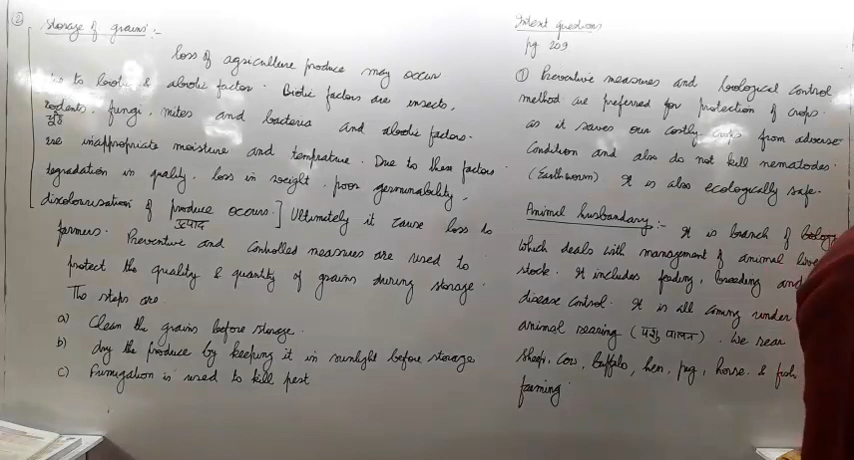 ②
Storage of grains :-
loss of agriculture produce may occur
to biotic & abiotic factor. Biotic factors are insects,
rodents, fungi, mites and bacteria and abiotic factors.
चूहे
are inappropriate moisture and temprature. Due to these factors
degradation in quality, loss in weight, poor germinability,
discolourisation of produce occurs.] Ultimately it cause loss to
उत्पाद
farmers. Preventive and controlled measures are used to
protect the quality & quantity of grains during storage.
The steps are
a) Clean the grains before storage.
b) dry the produce by keeping it in sunlight before storage
c) Fumigation is used to kill pest
Intext questions
pg 209
① Preventive measures and biological control
method are preferred for protection of crops.
as it saves our costly crops from adverse
condition and also do not kill nematodes.
(Earthworm) It is also ecologically safe.
Animal husbandary :- It is branch of biology
which deals with management of animal live
stock. It includes feeding, breeding and
disease control. It is all coming under
animal rearing (पशु पालन). We rear
sheep, cow, buffalo, hen, pig, horse & fish
farming